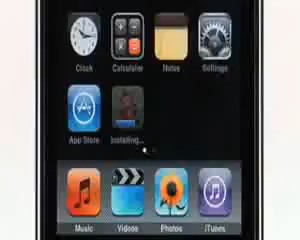 Clock Calculator Notes Settings
App Store Installing...
Music Videos Photos iTunes